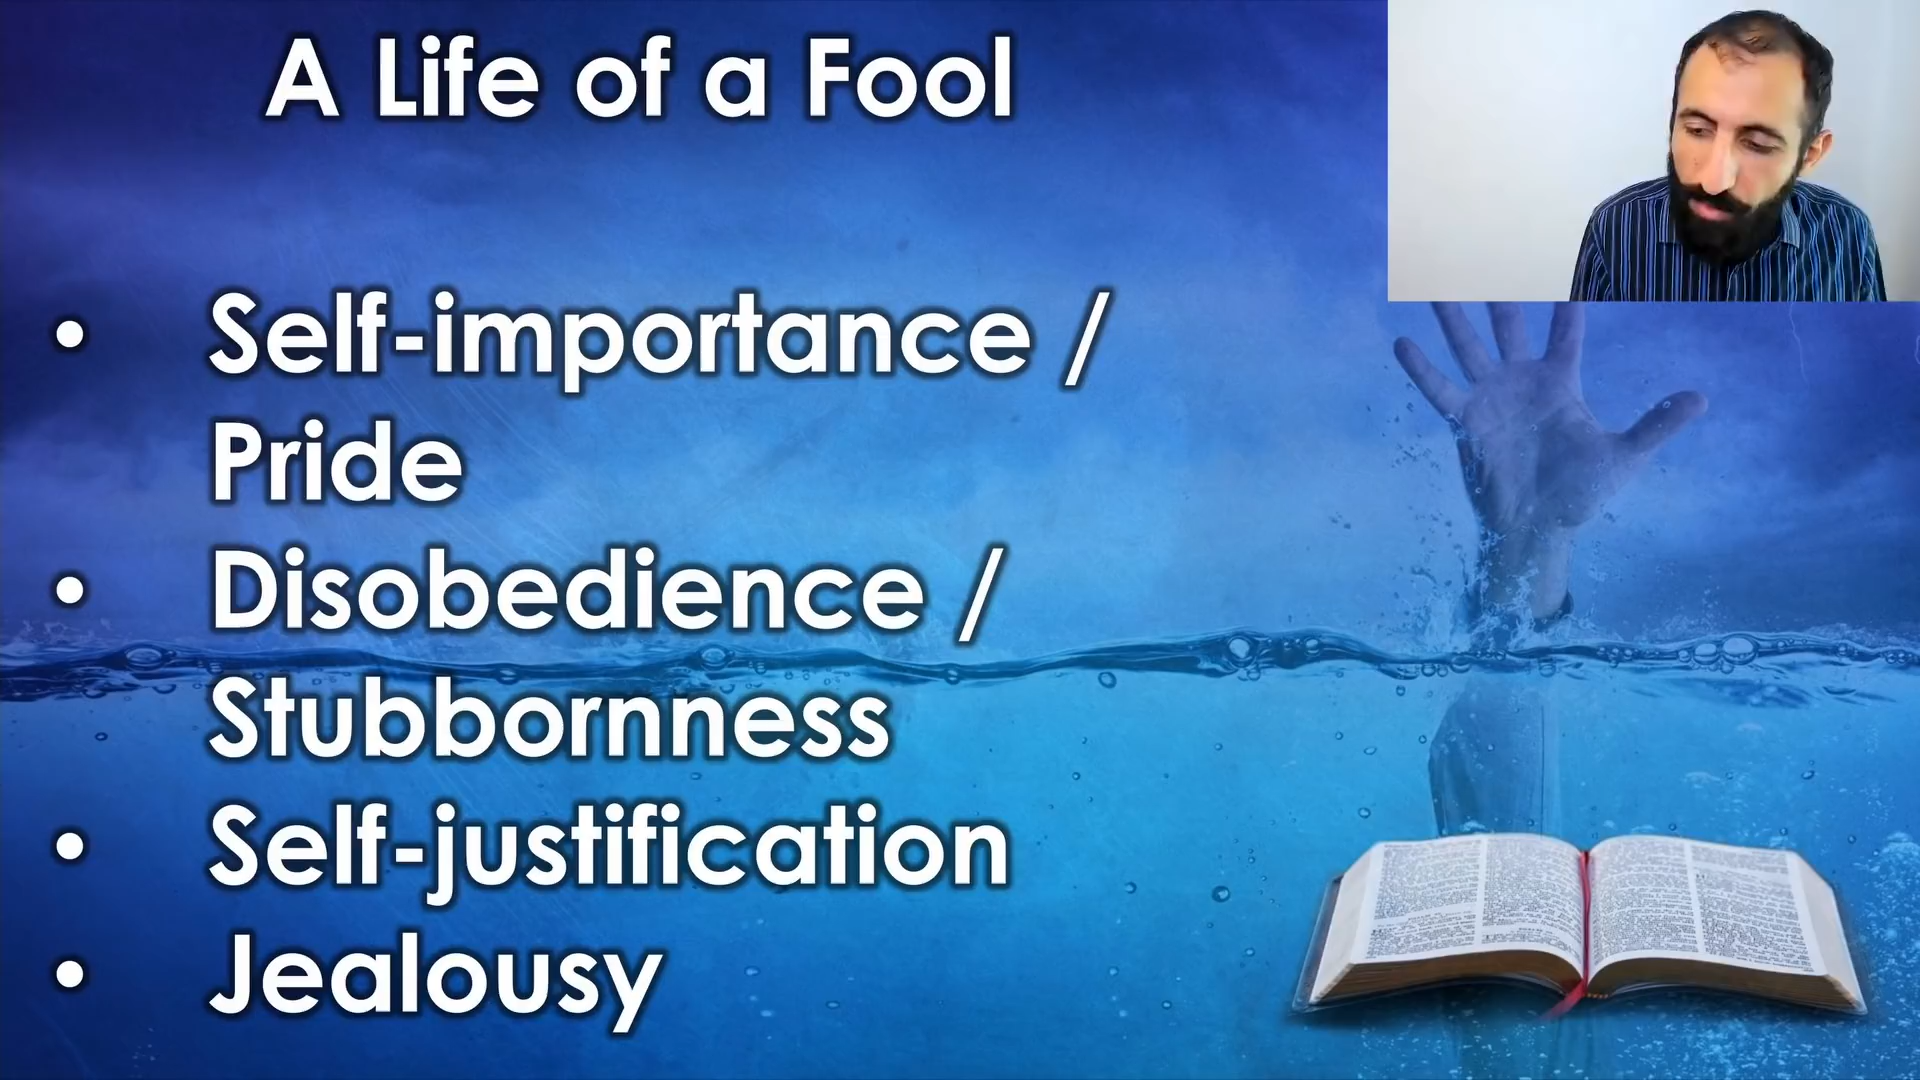 A Life of a Fool
• Self-importance /
Pride
• Disobedience /
Stubbornness
• Self-justification
• Jealousy